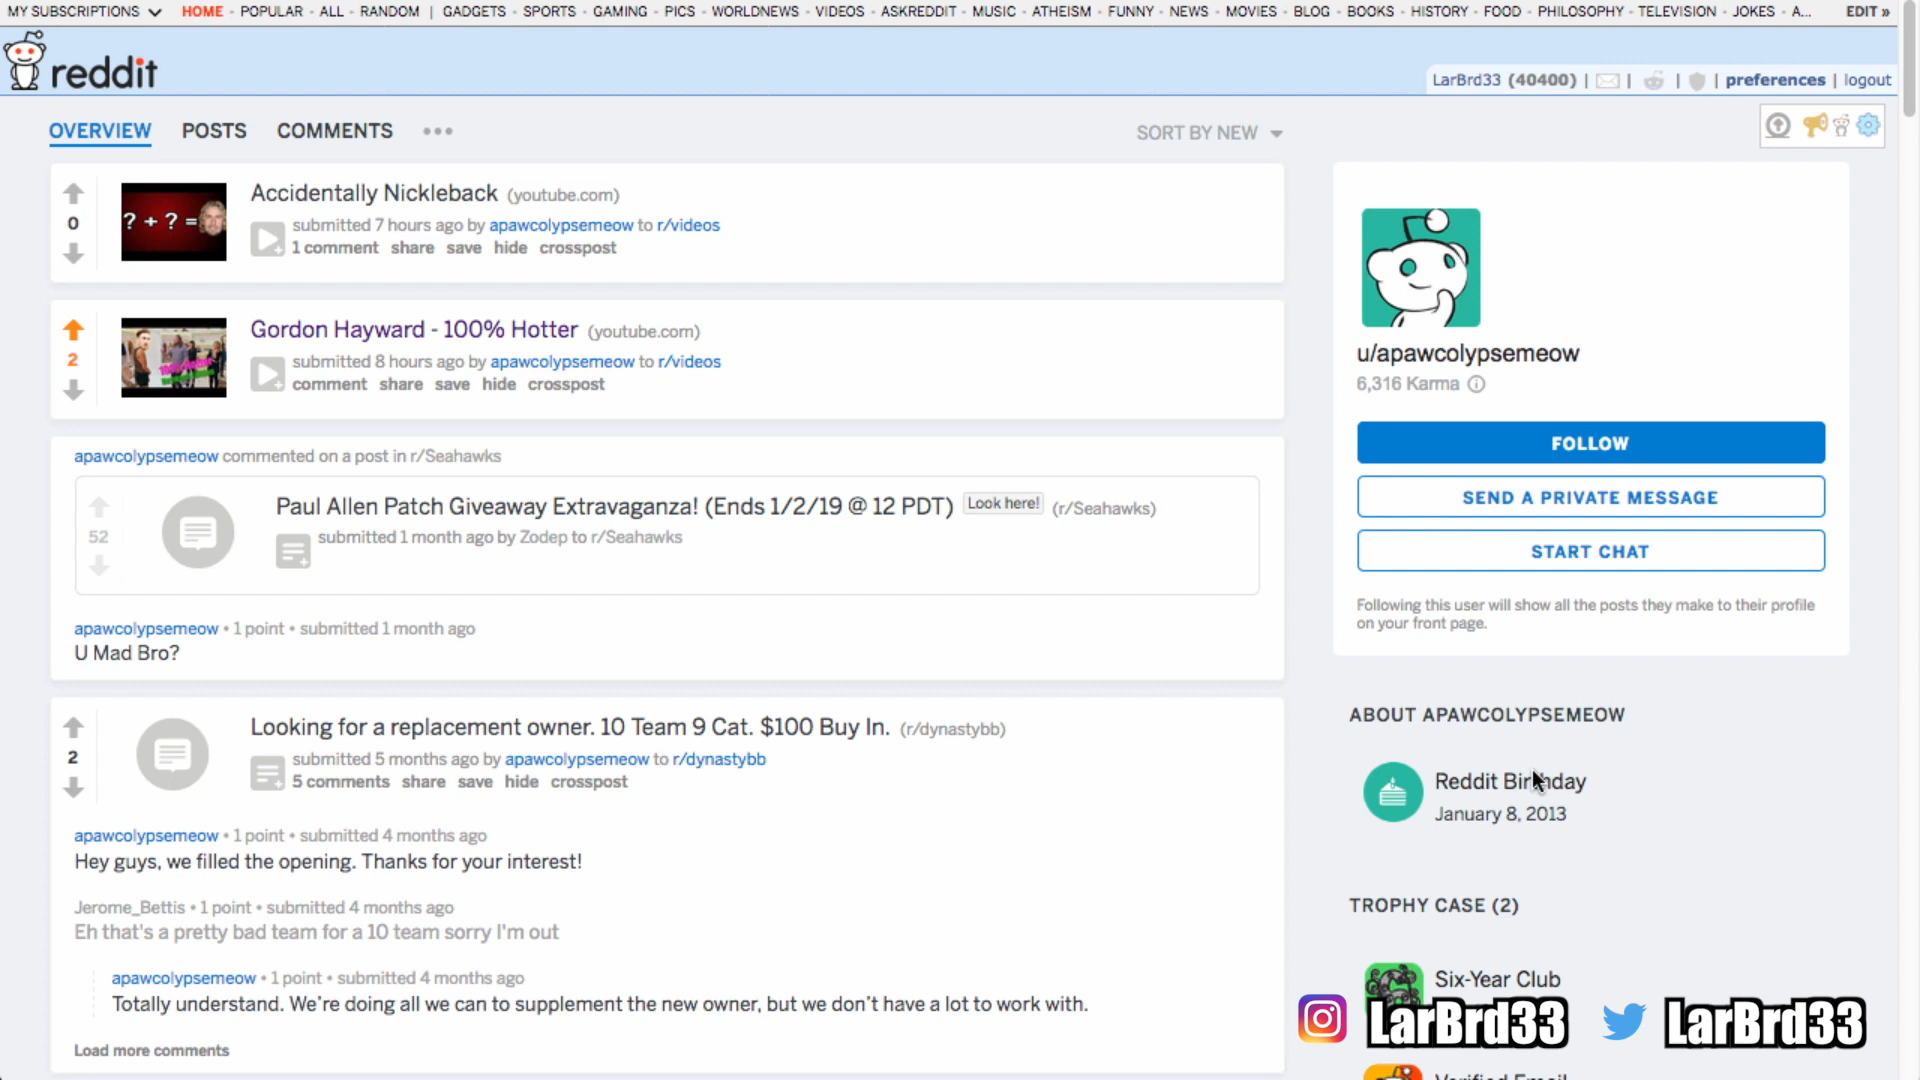 MY SUBSCRIPTIONS HOME - POPULAR - ALL - RANDOM | GADGETS - SPORTS - GAMING - PICS - WORLDNEWS - VIDEOS - ASKREDDIT - MUSIC - ATHEISM - FUNNY - NEWS - MOVIES - BLOG - BOOKS - HISTORY - FOOD - PHILOSOPHY - TELEVISION - JOKES - A... EDIT »
reddit
LarBrd33 (40400) | | | | preferences | logout
OVERVIEW POSTS COMMENTS ••• SORT BY NEW
Accidentally Nickleback (youtube.com)
? + ? =
0
submitted 7 hours ago by apawcolypsemeow to r/videos
1 comment share save hide crosspost
Gordon Hayward - 100% Hotter (youtube.com)
2
submitted 8 hours ago by apawcolypsemeow to r/videos
comment share save hide crosspost
apawcolypsemeow commented on a post in r/Seahawks
Paul Allen Patch Giveaway Extravaganza! (Ends 1/2/19 @ 12 PDT) Look here! (r/Seahawks)
52
submitted 1 month ago by Zodep to r/Seahawks
apawcolypsemeow • 1 point • submitted 1 month ago
U Mad Bro?
Looking for a replacement owner. 10 Team 9 Cat. $100 Buy In. (r/dynastybb)
2
submitted 5 months ago by apawcolypsemeow to r/dynastybb
5 comments share save hide crosspost
apawcolypsemeow • 1 point • submitted 4 months ago
Hey guys, we filled the opening. Thanks for your interest!
Jerome_Bettis • 1 point • submitted 4 months ago
Eh that's a pretty bad team for a 10 team sorry I'm out
apawcolypsemeow • 1 point • submitted 4 months ago
Totally understand. We're doing all we can to supplement the new owner, but we don't have a lot to work with.
Load more comments
u/apawcolypsemeow
6,316 Karma
FOLLOW
SEND A PRIVATE MESSAGE
START CHAT
Following this user will show all the posts they make to their profile
on your front page.
ABOUT APAWCOLYPSEMEOW
Reddit Birthday
January 8, 2013
TROPHY CASE (2)
Six-Year Club
LarBrd33 LarBrd33
Verified Email